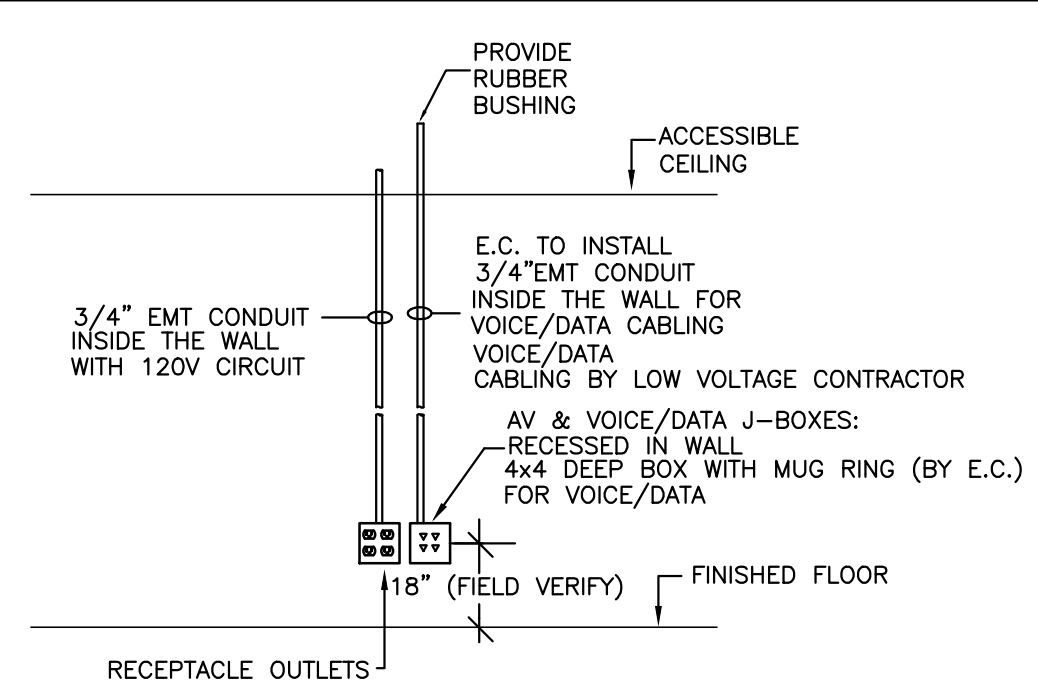 PROVIDE
RUBBER
BUSHING
ACCESSIBLE
CEILING
E.C. TO INSTALL
3/4"EMT CONDUIT
INSIDE THE WALL FOR
VOICE/DATA CABLING
VOICE/DATA
CABLING BY LOW VOLTAGE CONTRACTOR
3/4" EMT CONDUIT
INSIDE THE WALL
WITH 120V CIRCUIT
AV & VOICE/DATA J-BOXES:
RECESSED IN WALL
4x4 DEEP BOX WITH MUG RING (BY E.C.)
FOR VOICE/DATA
18" (FIELD VERIFY)
FINISHED FLOOR
RECEPTACLE OUTLETS